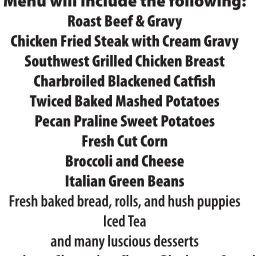 Menu will include the following:
Roast Beef & Gravy
Chicken Fried Steak with Cream Gravy
Southwest Grilled Chicken Breast
Charbroiled Blackened Catfish
Twiced Baked Mashed Potatoes
Pecan Praline Sweet Potatoes
Fresh Cut Corn
Broccoli and Cheese
Italian Green Beans
Fresh baked bread, rolls, and hush puppies
Iced Tea
and many luscious desserts